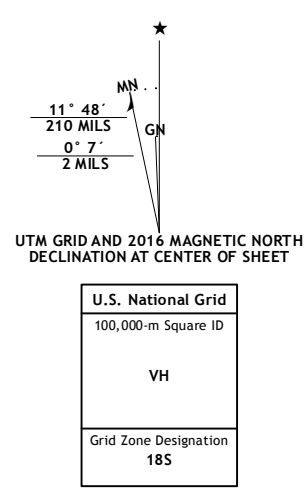 ★
MN
11° 48´
210 MILS
GN
0° 7´
2 MILS
UTM GRID AND 2016 MAGNETIC NORTH
DECLINATION AT CENTER OF SHEET
U.S. National Grid
100,000-m Square ID
VH
Grid Zone Designation
18S